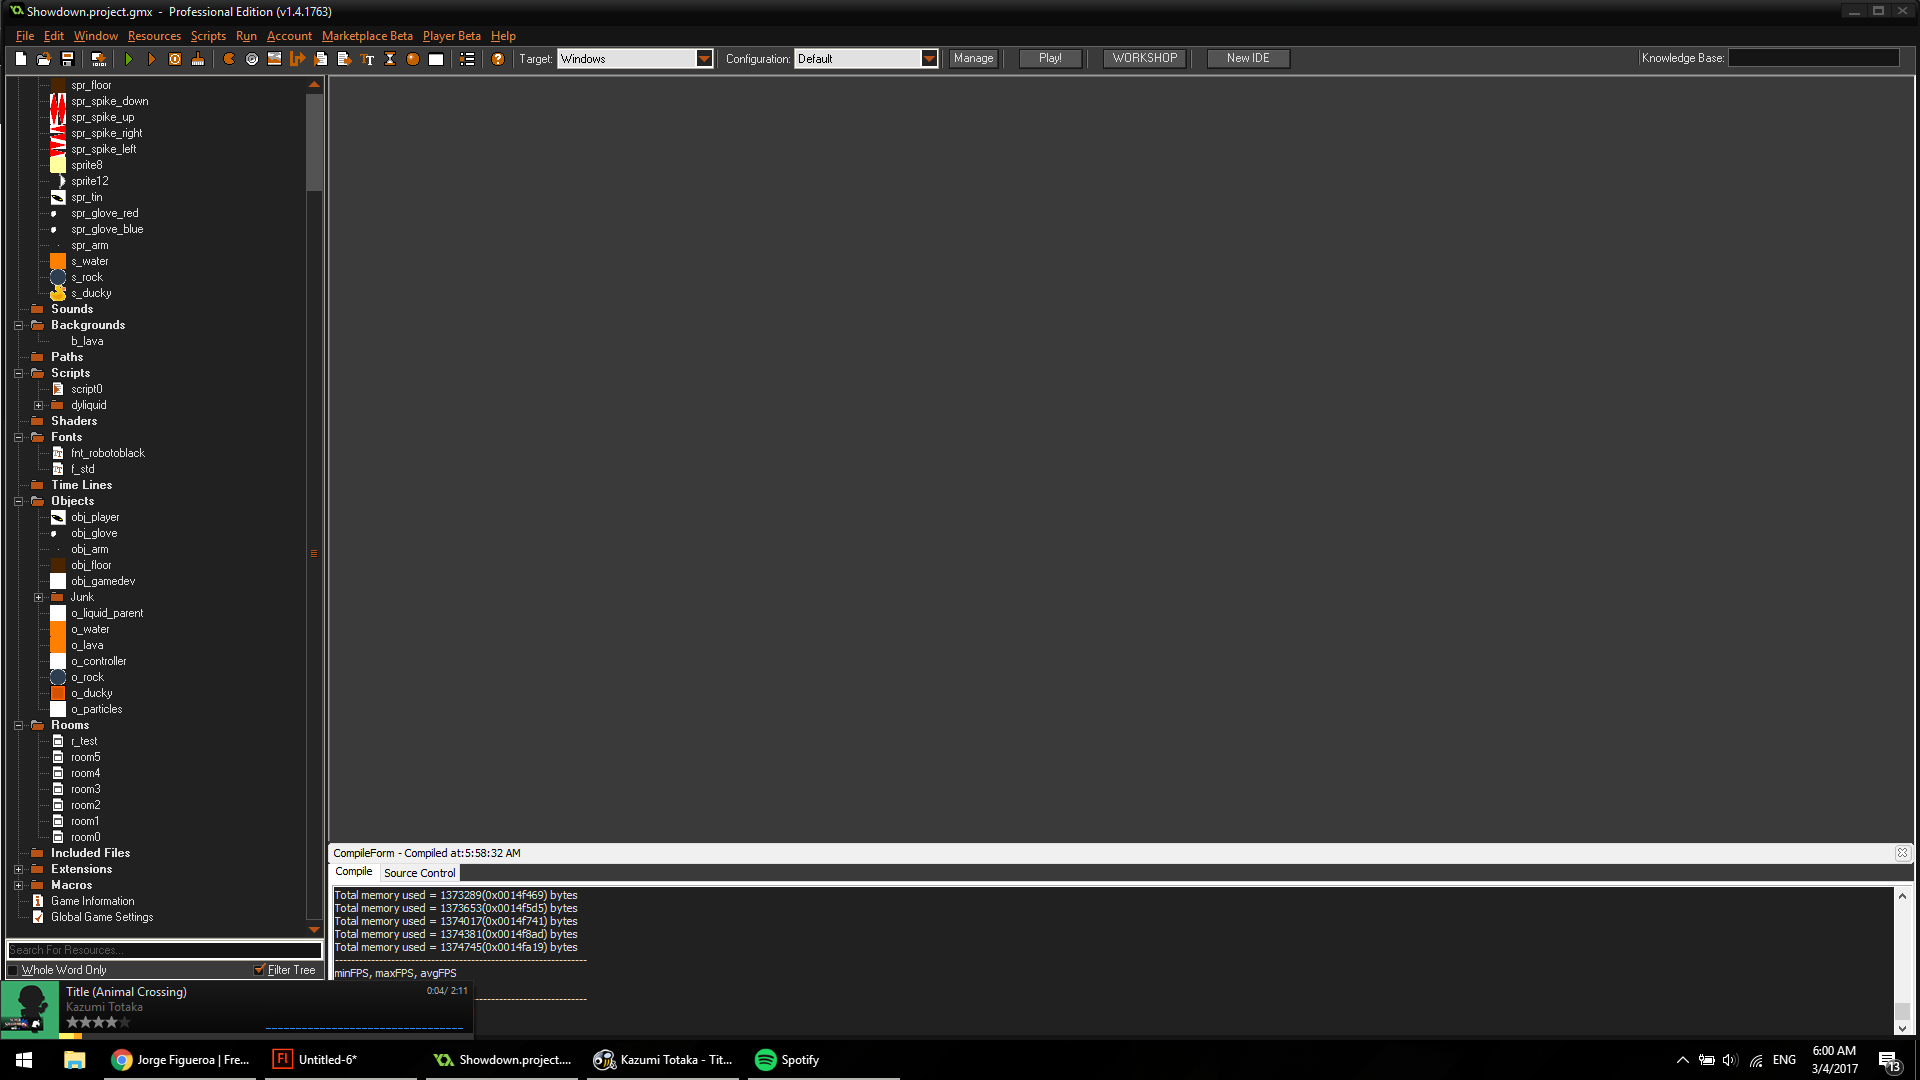 Showdown.project.gmx - Professional Edition (v1.4.1763)
File Edit Window Resources Scripts Run Account Marketplace Beta Player Beta Help
Target: Windows Configuration: Default Manage Play! WORKSHOP New IDE Knowledge Base:
spr_floor
spr_spike_down
spr_spike_up
spr_spike_right
spr_spike_left
sprite8
sprite12
spr_tin
spr_glove_red
spr_glove_blue
spr_arm
s_water
s_rock
s_ducky
Sounds
Backgrounds
b_lava
Paths
Scripts
script0
dyliquid
Shaders
Fonts
fnt_robotoblack
f_std
Time Lines
Objects
obj_player
obj_glove
obj_arm
obj_floor
obj_gamedev
Junk
o_liquid_parent
o_water
o_lava
o_controller
o_rock
o_ducky
o_particles
Rooms
r_test
room5
room4
room3
room2
room1
room0
Included Files
Extensions
Macros
Game Information
Global Game Settings
Search For Resources...
Whole Word Only Filter Tree
CompileForm - Compiled at:5:58:32 AM
Compile Source Control
Total memory used = 1373289(0x0014f469) bytes
Total memory used = 1373653(0x0014f5d5) bytes
Total memory used = 1374017(0x0014f741) bytes
Total memory used = 1374381(0x0014f8ad) bytes
Total memory used = 1374745(0x0014fa19) bytes
minFPS, maxFPS, avgFPS
Title (Animal Crossing) 0:04/ 2:11
Kazumi Totaka
Jorge Figueroa | Fre... Fl Untitled-6* Showdown.project.... Kazumi Totaka - Tit... Spotify
ENG 6:00 AM
3/4/2017
13